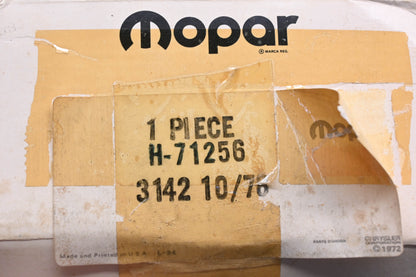 mopar
® MARCA REG.
1 PIECE
H-71256
mopar
3142 10/76
CHRYSLER
© 1972
Made and Printed in U.S.A.